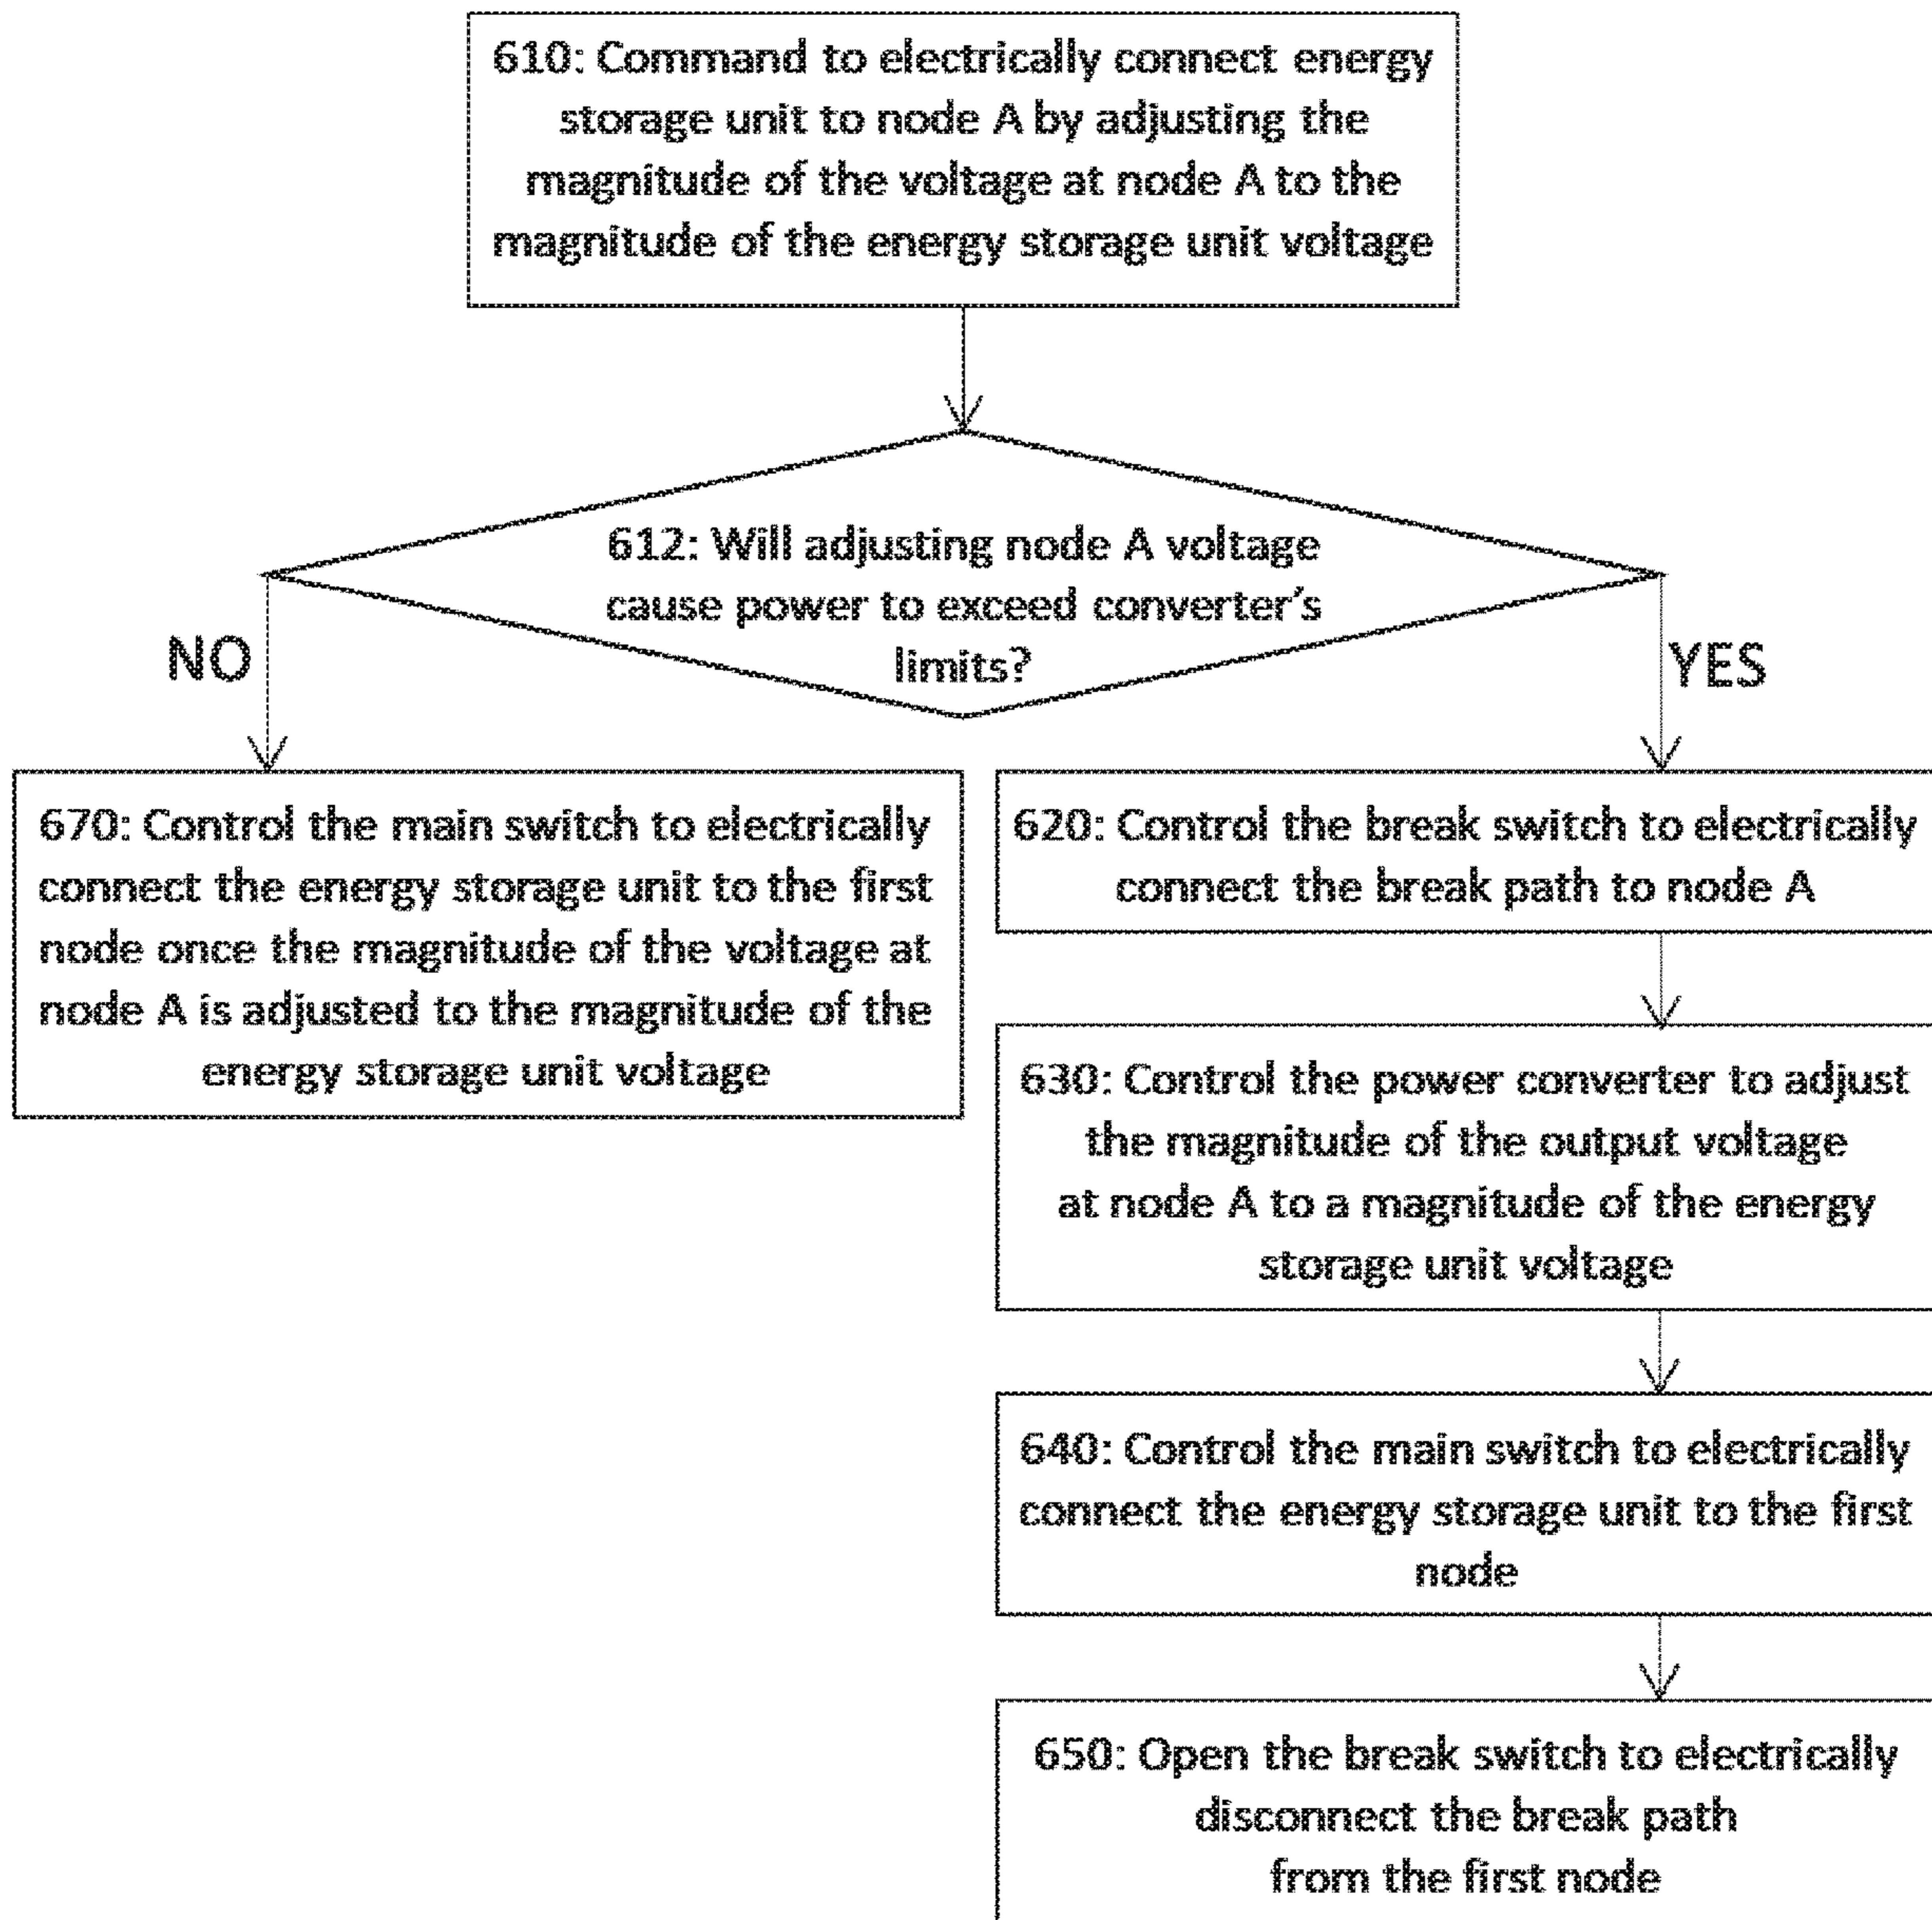 610: Command to electrically connect energy
storage unit to node A by adjusting the
magnitude of the voltage at node A to the
magnitude of the energy storage unit voltage
612: Will adjusting node A voltage
cause power to exceed converter's
limits?
NO
YES
670: Control the main switch to electrically
connect the energy storage unit to the first
node once the magnitude of the voltage at
node A is adjusted to the magnitude of the
energy storage unit voltage
620: Control the break switch to electrically
connect the break path to node A
630: Control the power converter to adjust
the magnitude of the output voltage
at node A to a magnitude of the energy
storage unit voltage
640: Control the main switch to electrically
connect the energy storage unit to the first
node
650: Open the break switch to electrically
disconnect the break path
from the first node